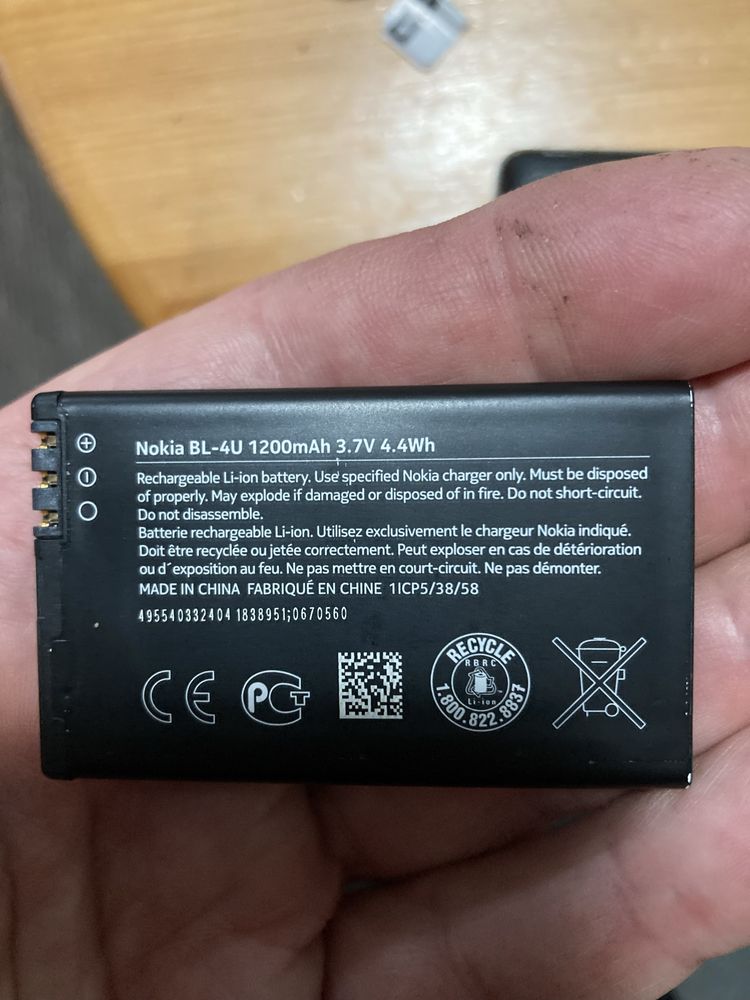 Nokia BL-4U 1200mAh 3.7V 4.4Wh
Rechargeable Li-ion battery. Use specified Nokia charger only. Must be disposed
of properly. May explode if damaged or disposed of in fire. Do not short-circuit.
Do not disassemble.
Batterie rechargeable Li-ion. Utilisez exclusivement le chargeur Nokia indiqué.
Doit être recyclée ou jetée correctement. Peut exploser en cas de détérioration
ou d´exposition au feu. Ne pas mettre en court-circuit. Ne pas démonter.
MADE IN CHINA FABRIQUÉ EN CHINE 1ICP5/38/58
495540332404 1838951;0670560
CE
PCT
RECYCLE
RBRC
Li-ion
1.800.822.8837